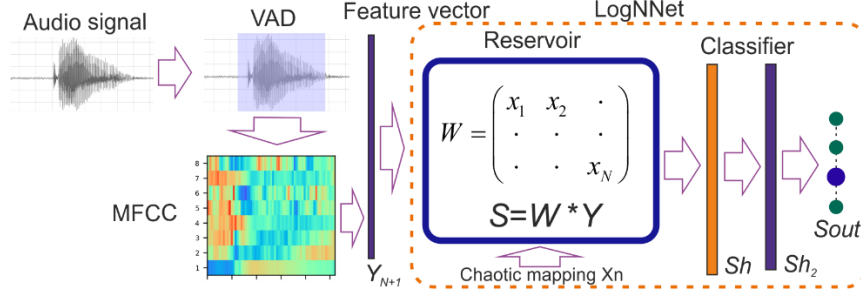 Audio signal
VAD
Feature vector
LogNNet
Reservoir
Classifier
W = ( x1 x2 ·
· · ·
· · xN )
S=W*Y
8
7
6
5
4
3
2
1
MFCC
YN+1
Chaotic mapping Xn
Sh
Sh2
Sout